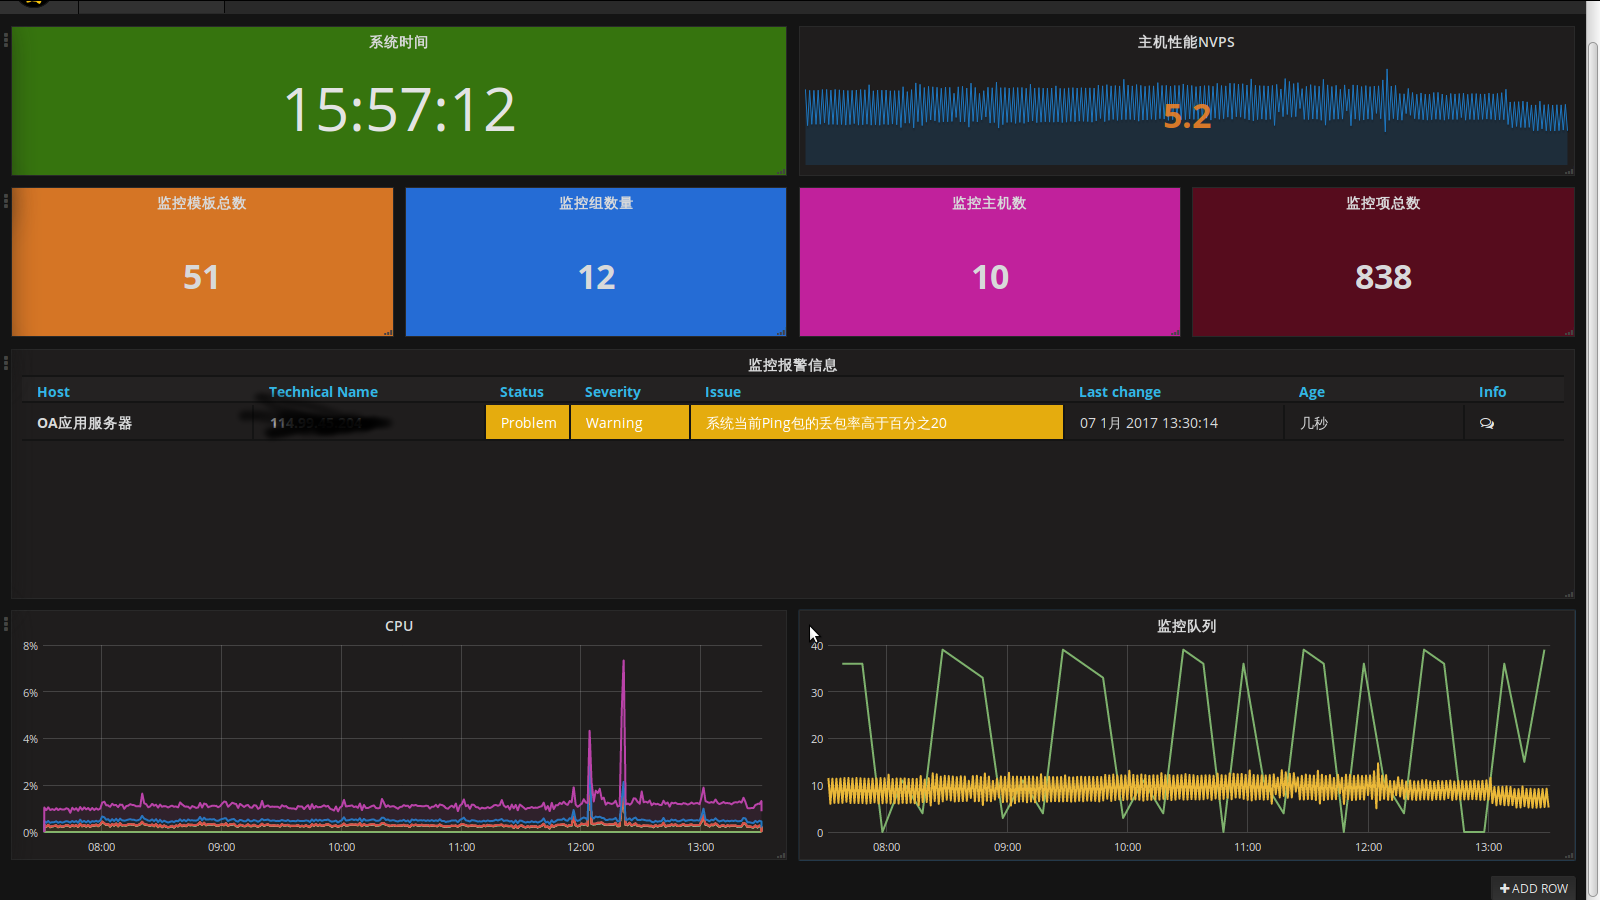 系统时间
15:57:12
主机性能NVPS
5.2
监控模板总数
51
监控组数量
12
监控主机数
10
监控项总数
838
监控报警信息
Host Technical Name Status Severity Issue Last change Age Info
OA应用服务器 Problem Warning 系统当前Ping包的丢包率高于百分之20 07 1月 2017 13:30:14 几秒
CPU
8%
6%
4%
2%
0%
08:00 09:00 10:00 11:00 12:00 13:00
监控队列
40
30
20
10
0
08:00 09:00 10:00 11:00 12:00 13:00
ADD ROW